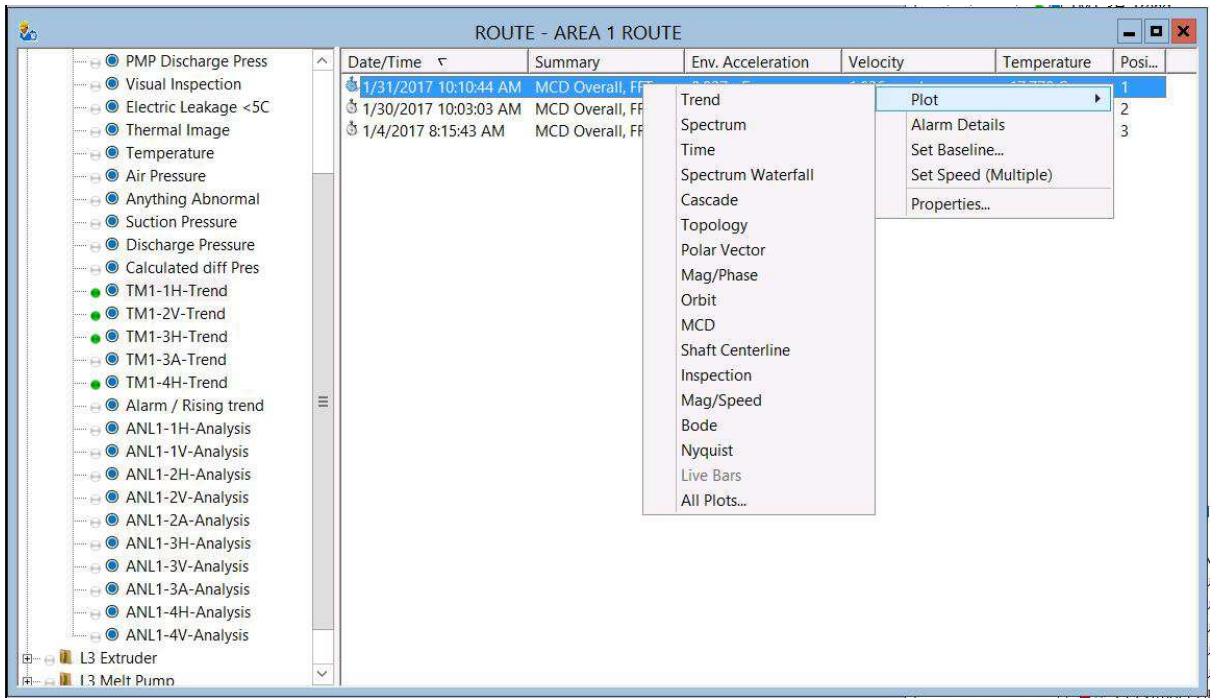 ROUTE - AREA 1 ROUTE
PMP Discharge Press
Visual Inspection
Electric Leakage <5C
Thermal Image
Temperature
Air Pressure
Anything Abnormal
Suction Pressure
Discharge Pressure
Calculated diff Pres
TM1-1H-Trend
TM1-2V-Trend
TM1-3H-Trend
TM1-3A-Trend
TM1-4H-Trend
Alarm / Rising trend
ANL1-1H-Analysis
ANL1-1V-Analysis
ANL1-2H-Analysis
ANL1-2V-Analysis
ANL1-2A-Analysis
ANL1-3H-Analysis
ANL1-3V-Analysis
ANL1-3A-Analysis
ANL1-4H-Analysis
ANL1-4V-Analysis
L3 Extruder
L3 Melt Pump
Date/Time Summary Env. Acceleration Velocity Temperature Posi...
1/31/2017 10:10:44 AM MCD Overall, 1
1/30/2017 10:03:03 AM MCD Overall, FF 2
1/4/2017 8:15:43 AM MCD Overall, FF 3
Trend
Spectrum
Time
Spectrum Waterfall
Cascade
Topology
Polar Vector
Mag/Phase
Orbit
MCD
Shaft Centerline
Inspection
Mag/Speed
Bode
Nyquist
Live Bars
All Plots...
Plot
Alarm Details
Set Baseline...
Set Speed (Multiple)
Properties...